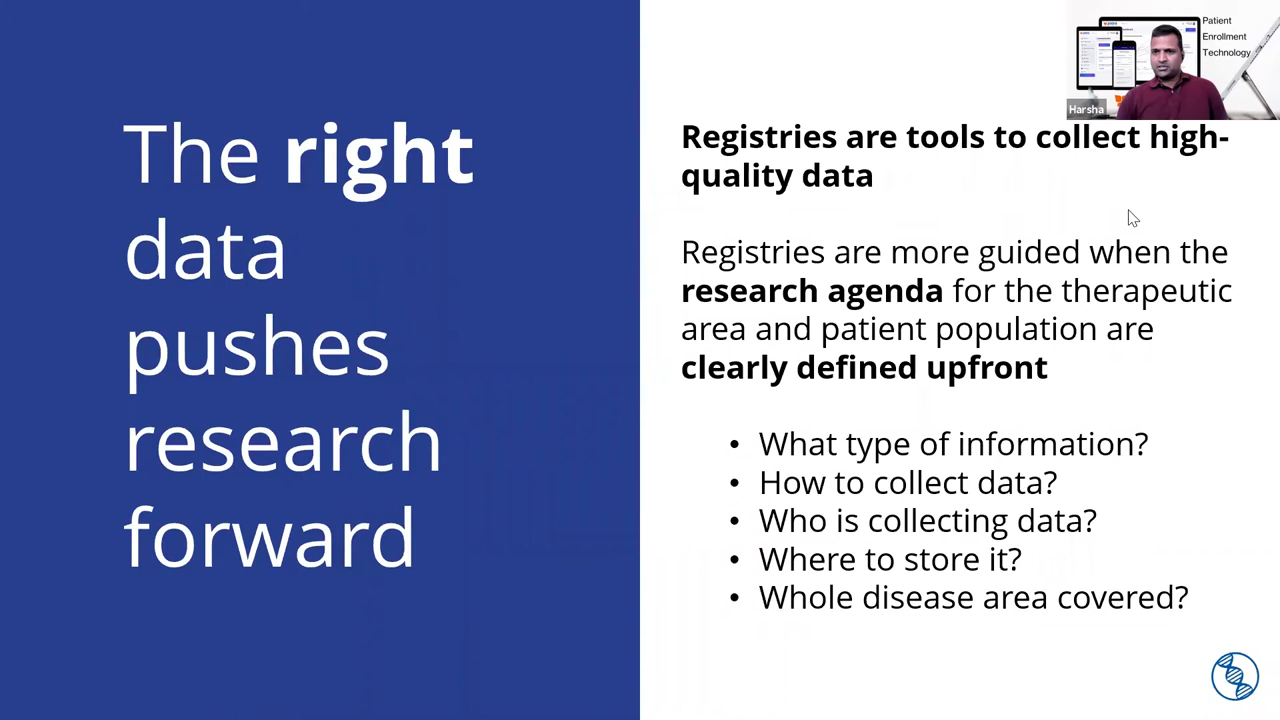 The right
data
pushes
research
forward
Patient
Enrollment
Technology
Harsha
Registries are tools to collect high-
quality data
Registries are more guided when the
research agenda for the therapeutic
area and patient population are
clearly defined upfront
• What type of information?
• How to collect data?
• Who is collecting data?
• Where to store it?
• Whole disease area covered?